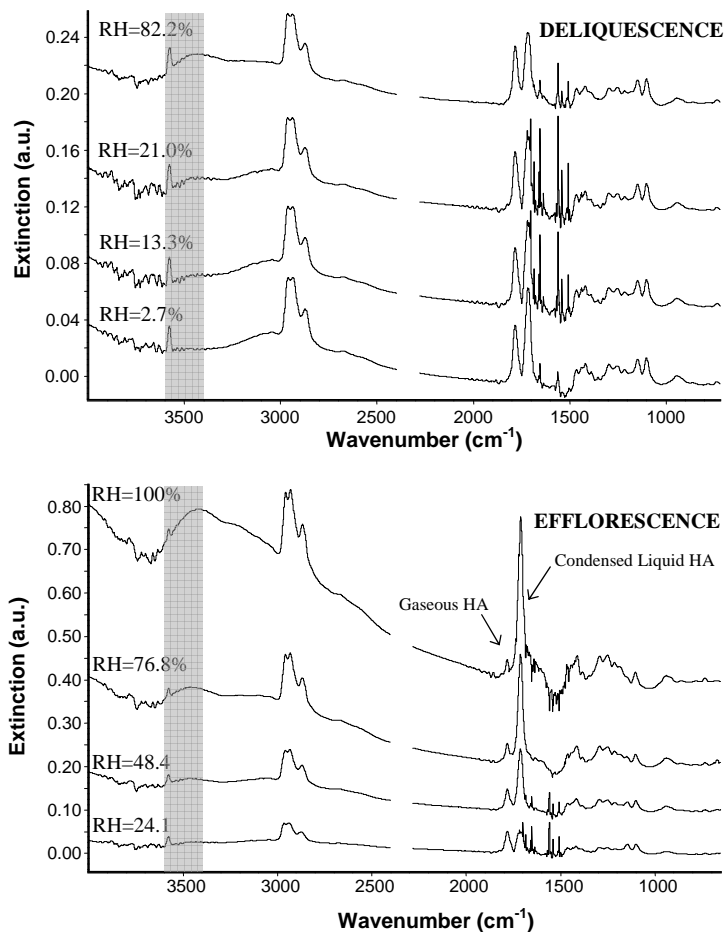 DELIQUESCENCE
RH=82.2%
RH=21.0%
RH=13.3%
RH=2.7%
0.24
0.20
0.16
0.12
0.08
0.04
0.00
Extinction (a.u.)
3500 3000 2500 2000 1500 1000
Wavenumber (cm-1)
EFFLORESCENCE
RH=100%
Condensed Liquid HA
Gaseous HA
RH=76.8%
RH=48.4
RH=24.1
0.80
0.70
0.50
0.40
0.30
0.20
0.10
0.00
Extinction (a.u.)
3500 3000 2500 2000 1500 1000
Wavenumber (cm-1)